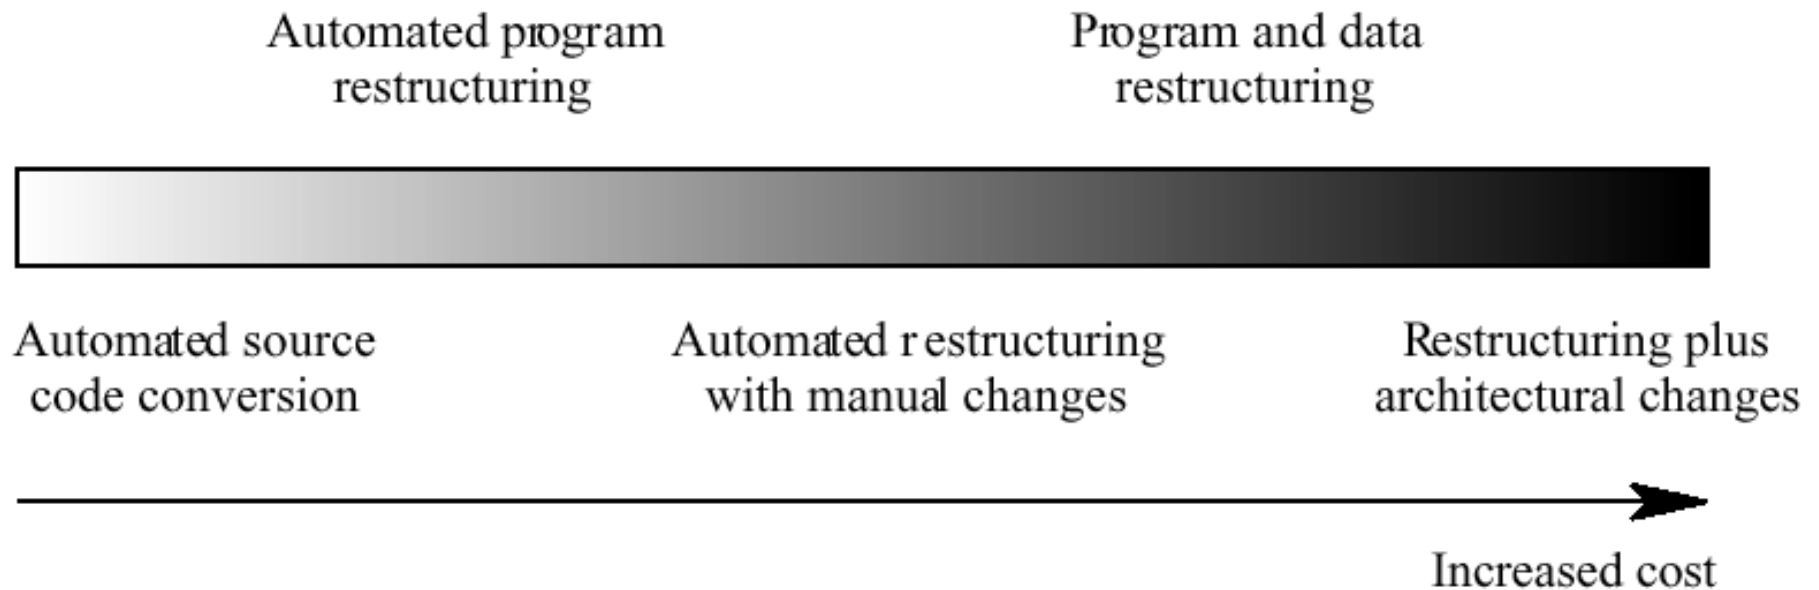 Automated program
restructuring
Program and data
restructuring
Automated source
code conversion
Automated restructuring
with manual changes
Restructuring plus
architectural changes
Increased cost